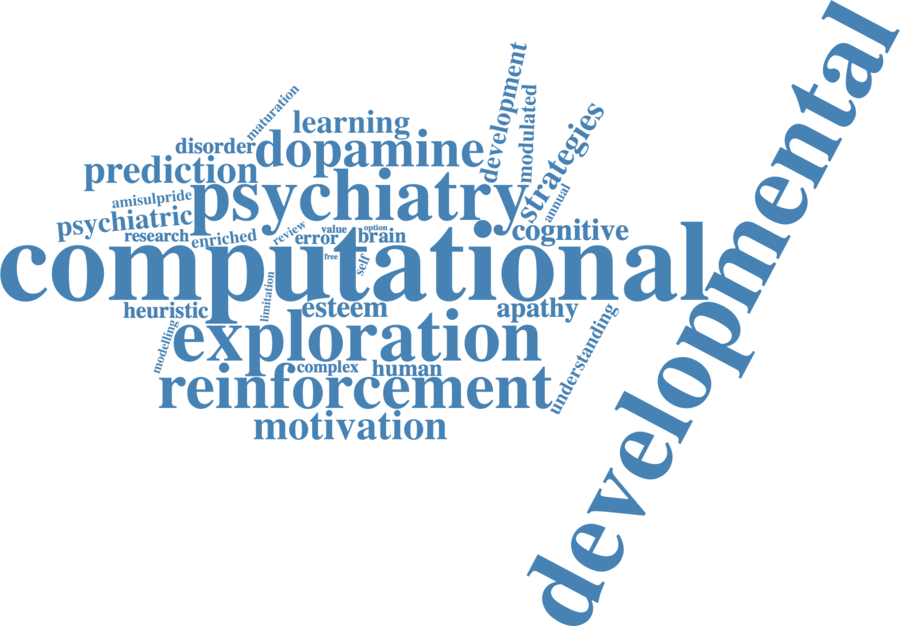 maturation
learning
development
modulated
strategies
disorder
dopamine
prediction
psychiatry
amisulpride
psychiatric
annual
research
enriched
review
error
value
option
brain
cognitive
free
self
computational
developmental
limitation
heuristic
esteem
apathy
modelling
exploration
understanding
complex
human
reinforcement
motivation